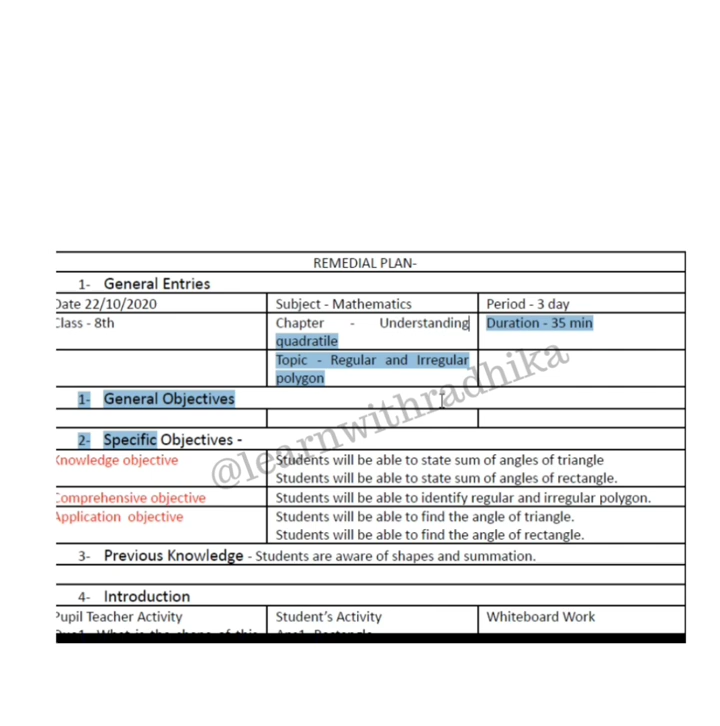 REMEDIAL PLAN-
1- General Entries
Date 22/10/2020 Subject - Mathematics Period - 3 day
Class - 8th Chapter - Understanding Duration - 35 min
quadratile
Topic - Regular and Irregular
polygon
1- General Objectives
2- Specific Objectives -
Knowledge objective Students will be able to state sum of angles of triangle
Students will be able to state sum of angles of rectangle.
Comprehensive objective Students will be able to identify regular and irregular polygon.
Application objective Students will be able to find the angle of triangle.
Students will be able to find the angle of rectangle.
3- Previous Knowledge - Students are aware of shapes and summation.
4- Introduction
Pupil Teacher Activity Student's Activity Whiteboard Work
@learnwithradhika